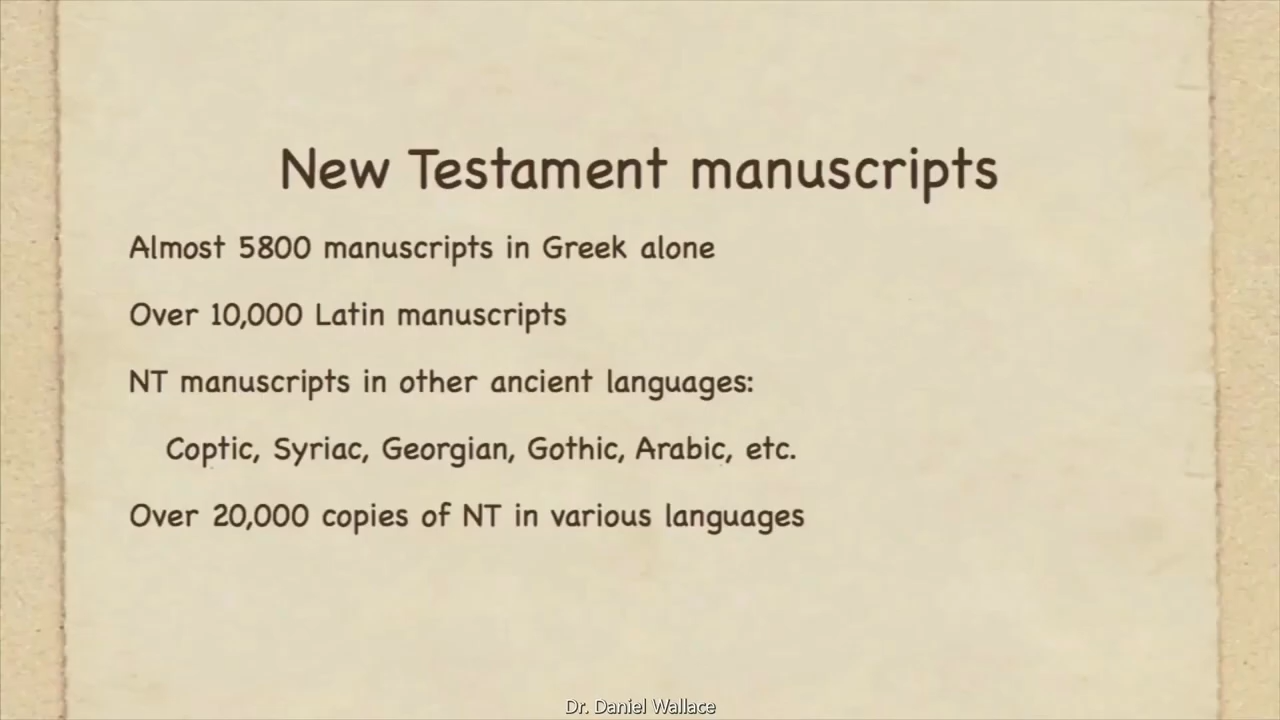 New Testament manuscripts
Almost 5800 manuscripts in Greek alone
Over 10,000 Latin manuscripts
NT manuscripts in other ancient languages:
Coptic, Syriac, Georgian, Gothic, Arabic, etc.
Over 20,000 copies of NT in various languages
Dr. Daniel Wallace